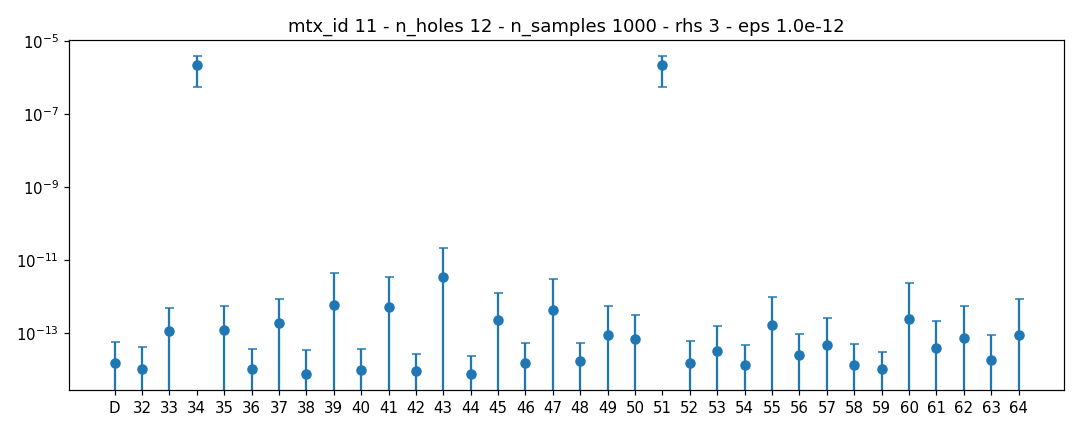 mtx_id 11 - n_holes 12 - n_samples 1000 - rhs 3 - eps 1.0e-12
10⁻⁵
10⁻⁷
10⁻⁹
10⁻¹¹
10⁻¹³
D 32 33 34 35 36 37 38 39 40 41 42 43 44 45 46 47 48 49 50 51 52 53 54 55 56 57 58 59 60 61 62 63 64